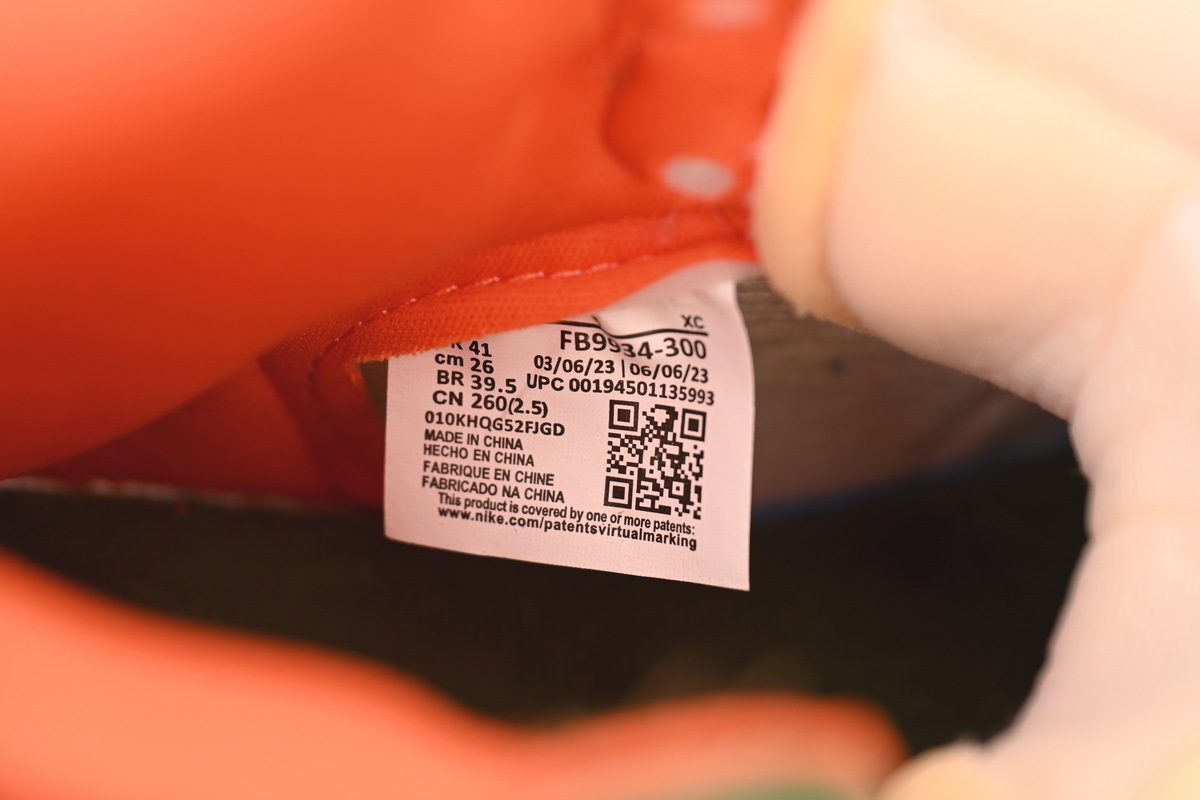 XC
41 FB9934-300
cm 26 03/06/23 | 06/06/23
BR 39.5 UPC 00194501135993
CN 260(2.5)
010KHQG52FJGD
MADE IN CHINA
HECHO EN CHINA
FABRIQUE EN CHINE
FABRICADO NA CHINA
This product is covered by one or more patents:
www.nike.com/patentsvirtualmarking